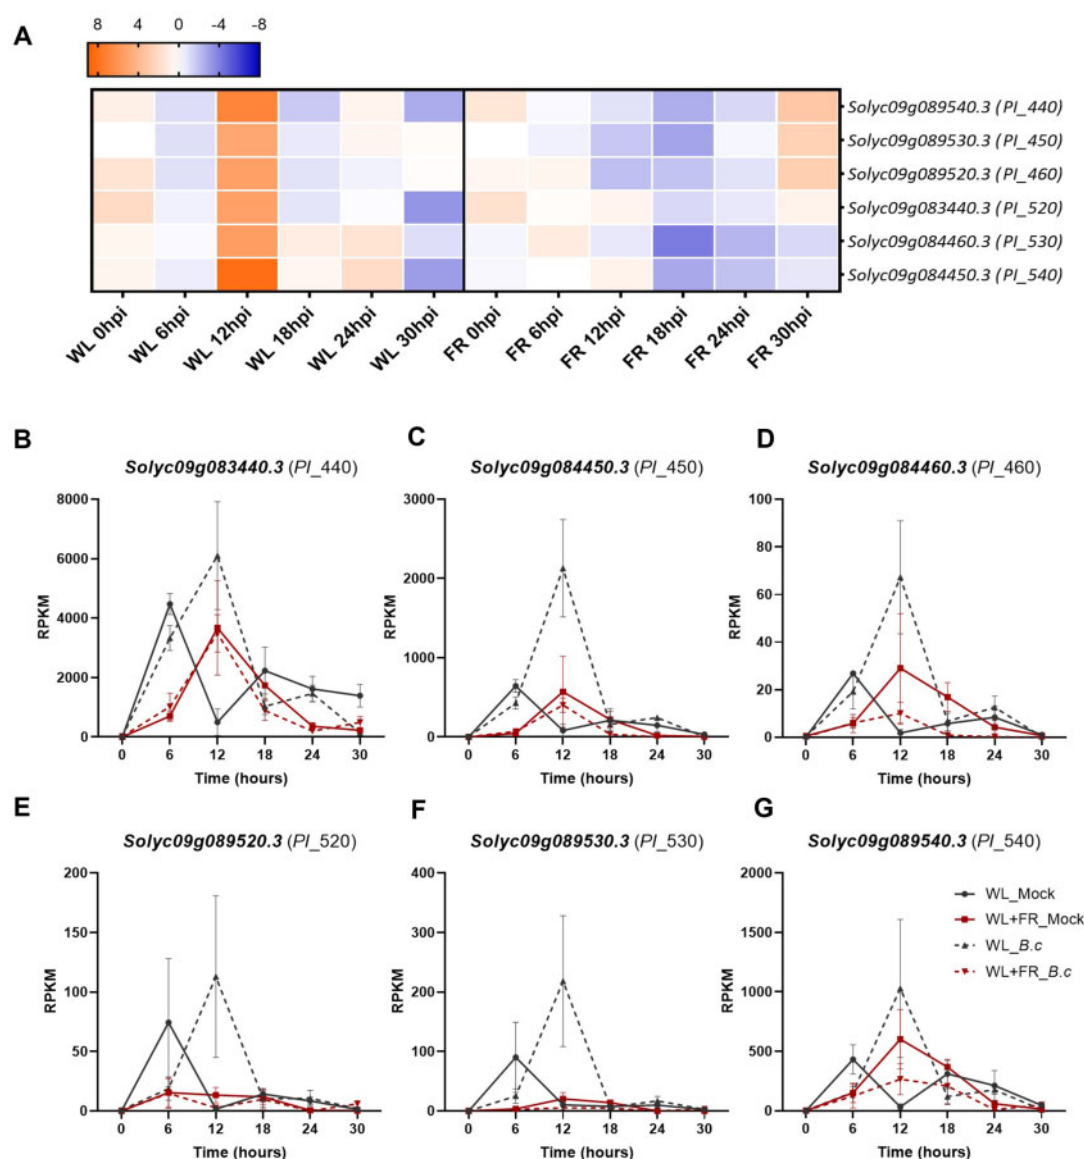 A
8 4 0 -4 -8
Solyc09g089540.3 (PI_440)
Solyc09g089530.3 (PI_450)
Solyc09g089520.3 (PI_460)
Solyc09g083440.3 (PI_520)
Solyc09g084460.3 (PI_530)
Solyc09g084450.3 (PI_540)
WL 0hpi WL 6hpi WL 12hpi WL 18hpi WL 24hpi WL 30hpi FR 0hpi FR 6hpi FR 12hpi FR 18hpi FR 24hpi FR 30hpi
B
Solyc09g083440.3 (PI_440)
8000
6000
4000
2000
0
RPKM
0 6 12 18 24 30
Time (hours)
C
Solyc09g084450.3 (PI_450)
3000
2000
1000
0
RPKM
0 6 12 18 24 30
Time (hours)
D
Solyc09g084460.3 (PI_460)
100
80
60
40
20
0
RPKM
0 6 12 18 24 30
Time (hours)
E
Solyc09g089520.3 (PI_520)
200
150
100
50
0
RPKM
0 6 12 18 24 30
Time (hours)
F
Solyc09g089530.3 (PI_530)
400
300
200
100
0
RPKM
0 6 12 18 24 30
Time (hours)
G
Solyc09g089540.3 (PI_540)
2000
1500
1000
500
0
RPKM
0 6 12 18 24 30
Time (hours)
WL_Mock
WL+FR_Mock
WL_B.c
WL+FR_B.c